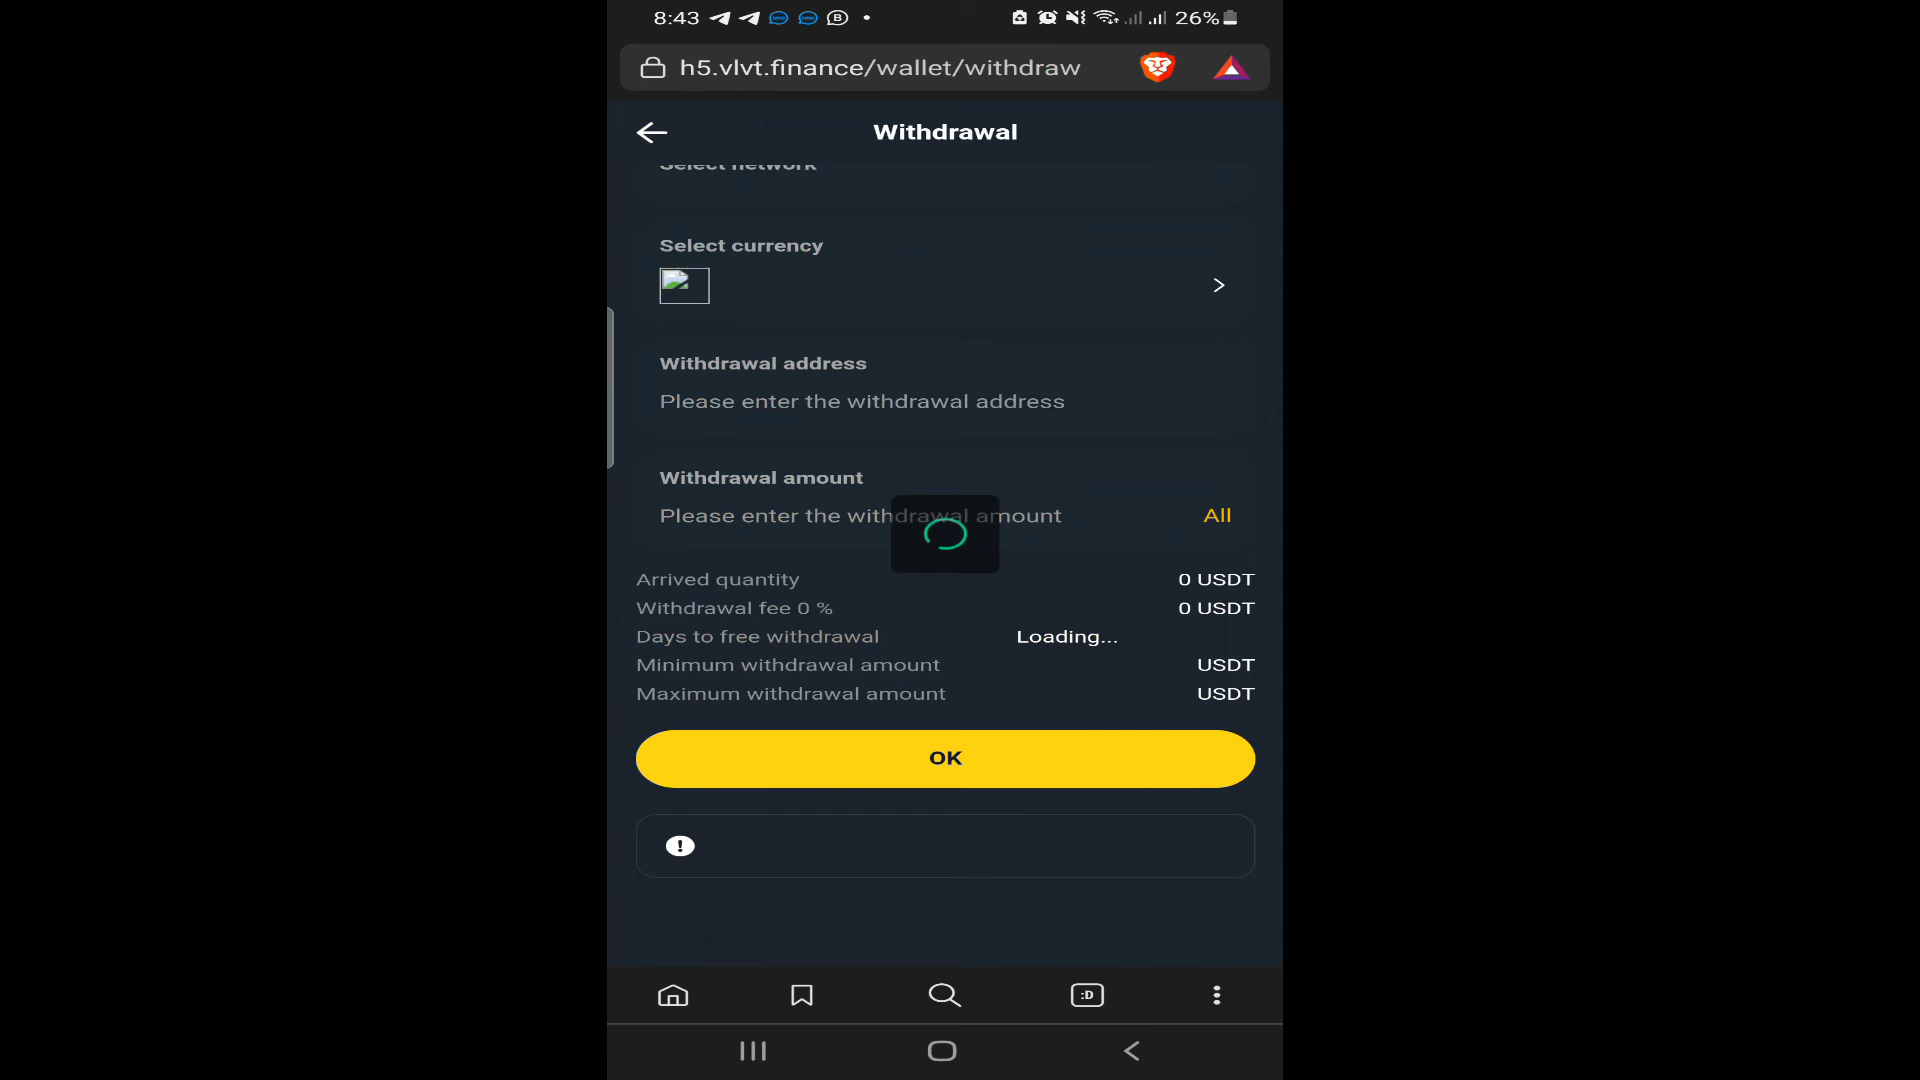 8:43 26%
h5.vlvt.finance/wallet/withdraw
Withdrawal
Select network
Select currency
Withdrawal address
Please enter the withdrawal address
Withdrawal amount
Please enter the withdrawal amount All
Arrived quantity 0 USDT
Withdrawal fee 0 % 0 USDT
Days to free withdrawal Loading...
Minimum withdrawal amount USDT
Maximum withdrawal amount USDT
OK
:D